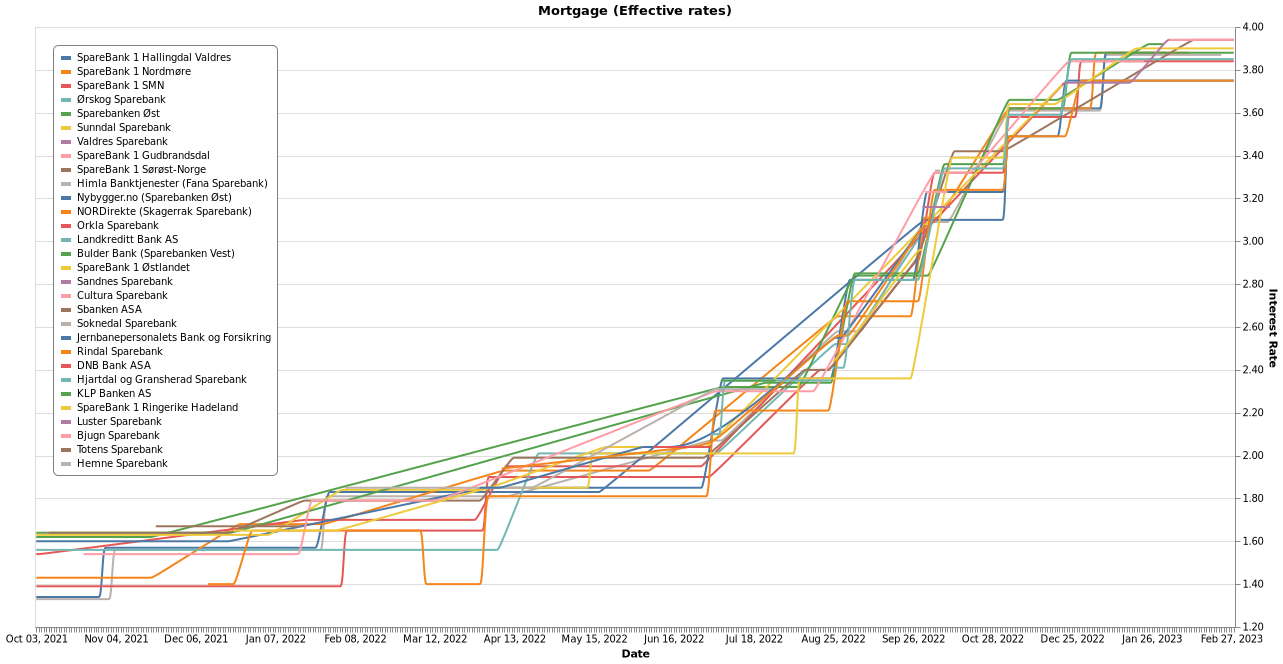 Mortgage (Effective rates)
SpareBank 1 Hallingdal Valdres
SpareBank 1 Nordmøre
SpareBank 1 SMN
Ørskog Sparebank
Sparebanken Øst
Sunndal Sparebank
Valdres Sparebank
SpareBank 1 Gudbrandsdal
SpareBank 1 Sørøst-Norge
Himla Banktjenester (Fana Sparebank)
Nybygger.no (Sparebanken Øst)
NORDirekte (Skagerrak Sparebank)
Orkla Sparebank
Landkreditt Bank AS
Bulder Bank (Sparebanken Vest)
SpareBank 1 Østlandet
Sandnes Sparebank
Cultura Sparebank
Sbanken ASA
Soknedal Sparebank
Jernbanepersonalets Bank og Forsikring
Rindal Sparebank
DNB Bank ASA
Hjartdal og Gransherad Sparebank
KLP Banken AS
SpareBank 1 Ringerike Hadeland
Luster Sparebank
Bjugn Sparebank
Totens Sparebank
Hemne Sparebank
4.00
3.80
3.60
3.40
3.20
3.00
2.80
2.60
2.40
2.20
2.00
1.80
1.60
1.40
1.20
Interest Rate
Oct 03, 2021 Nov 04, 2021 Dec 06, 2021 Jan 07, 2022 Feb 08, 2022 Mar 12, 2022 Apr 13, 2022 May 15, 2022 Jun 16, 2022 Jul 18, 2022 Aug 25, 2022 Sep 26, 2022 Oct 28, 2022 Dec 25, 2022 Jan 26, 2023 Feb 27, 2023
Date